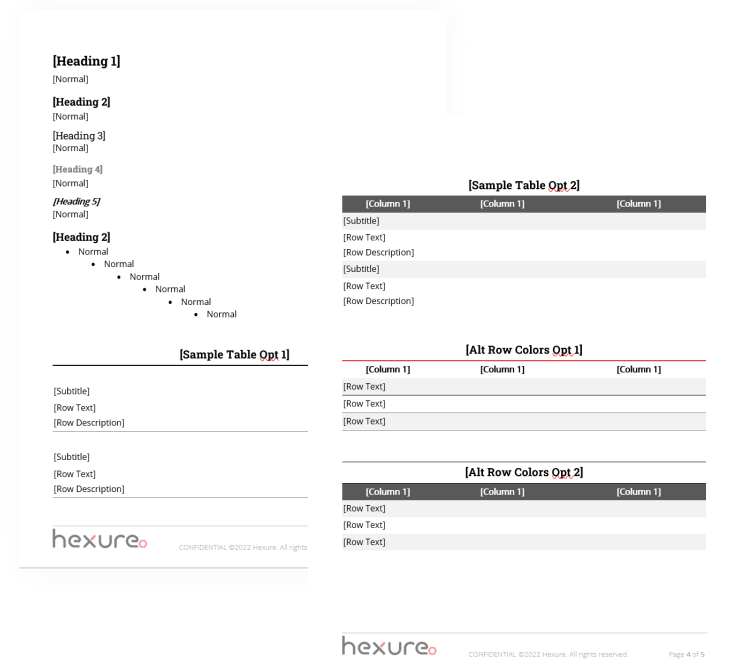 [Heading 1]
[Normal]
[Heading 2]
[Normal]
[Heading 3]
[Normal]
[Heading 4]
[Normal]
[Heading 5]
[Normal]
[Heading 2]
• Normal
• Normal
• Normal
• Normal
• Normal
• Normal
[Sample Table Opt 1]
[Subtitle]
[Row Text]
[Row Description]
[Subtitle]
[Row Text]
[Row Description]
hexure CONFIDENTIAL ©2022 Hexure. All rights
[Sample Table Opt 2]
[Column 1] [Column 1] [Column 1]
[Subtitle]
[Row Text]
[Row Description]
[Subtitle]
[Row Text]
[Row Description]
[Alt Row Colors Opt 1]
[Column 1] [Column 1] [Column 1]
[Row Text]
[Row Text]
[Row Text]
[Alt Row Colors Opt 2]
[Column 1] [Column 1] [Column 1]
[Row Text]
[Row Text]
[Row Text]
hexure CONFIDENTIAL ©2022 Hexure. All rights reserved. Page 4 of 5